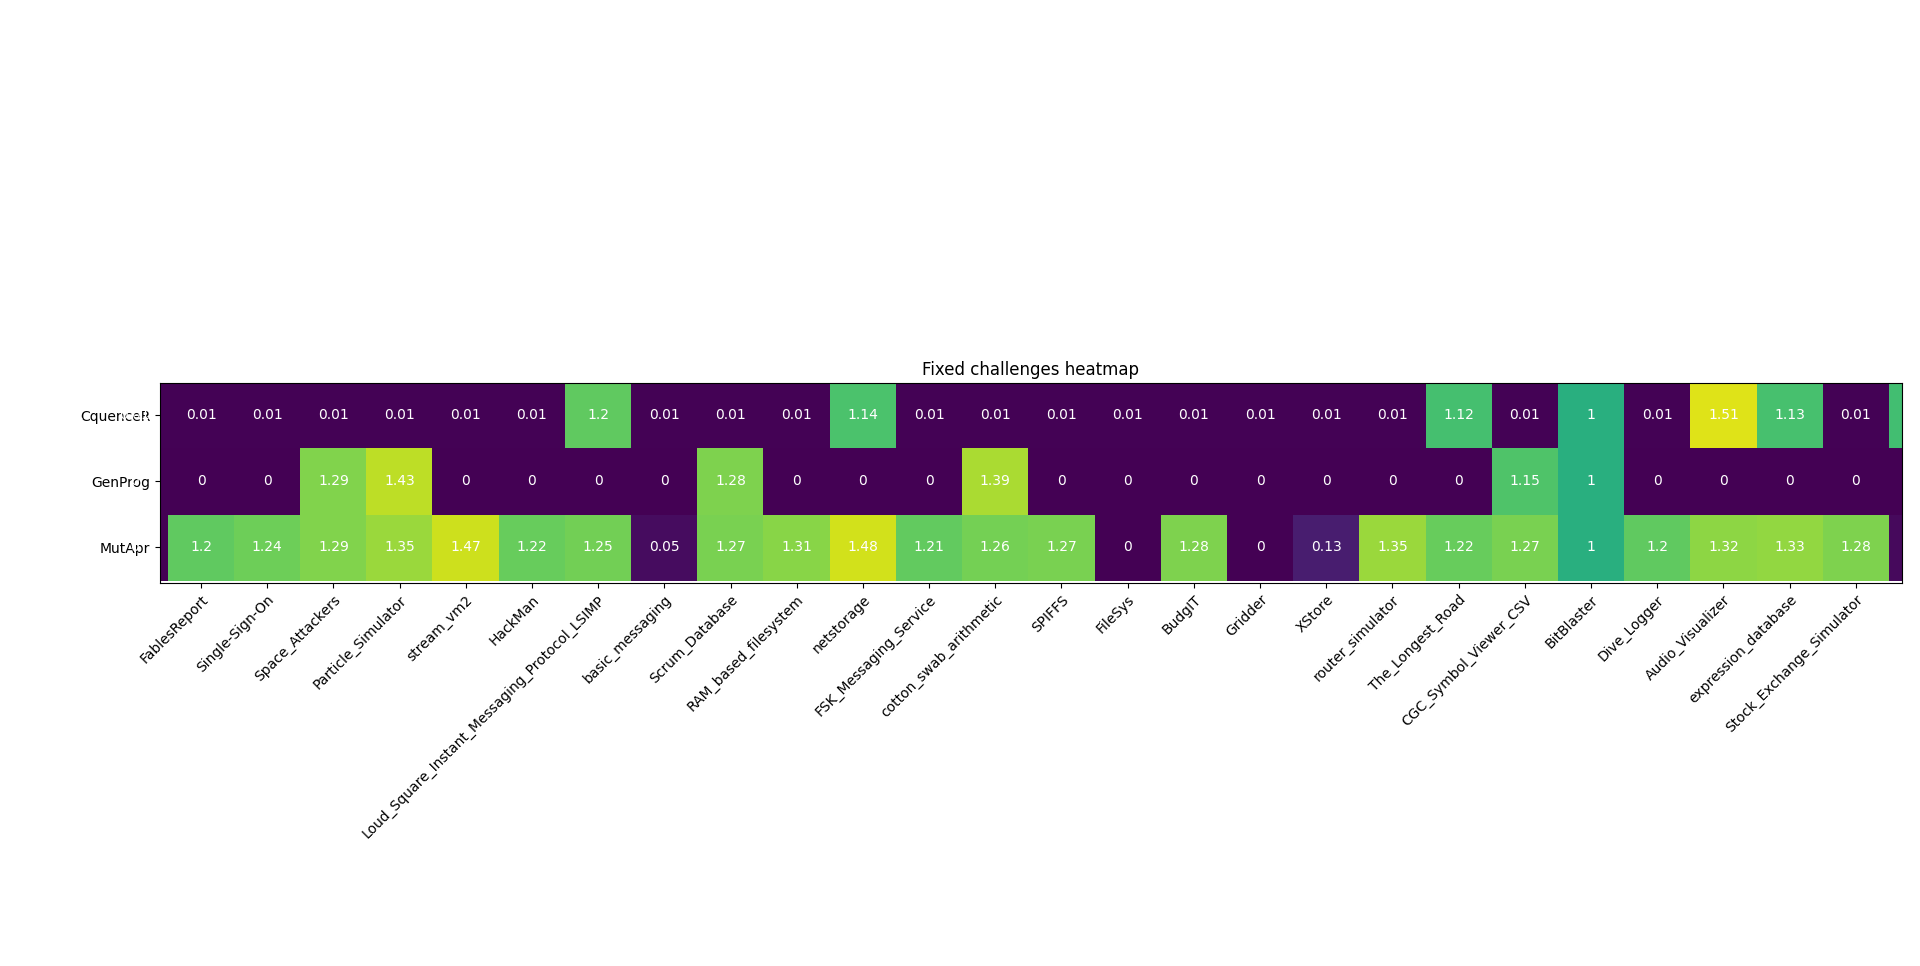 Fixed challenges heatmap
CquenceR 0.01 0.01 0.01 0.01 0.01 0.01 1.2 0.01 0.01 0.01 1.14 0.01 0.01 0.01 0.01 0.01 0.01 0.01 0.01 1.12 0.01 1 0.01 1.51 1.13 0.01
GenProg 0 0 1.29 1.43 0 0 0 0 1.28 0 0 0 1.39 0 0 0 0 0 0 0 1.15 1 0 0 0 0
MutApr 1.2 1.24 1.29 1.35 1.47 1.22 1.25 0.05 1.27 1.31 1.48 1.21 1.26 1.27 0 1.28 0 0.13 1.35 1.22 1.27 1 1.2 1.32 1.33 1.28
FablesReport
Single-Sign-On
Space_Attackers
Particle_Simulator
stream_vm2
HackMan
Loud_Square_Instant_Messaging_Protocol_LSIMP
basic_messaging
Scrum_Database
RAM_based_filesystem
netstorage
FSK_Messaging_Service
cotton_swab_arithmetic
SPIFFS
FileSys
BudgIT
Gridder
XStore
router_simulator
The_Longest_Road
CGC_Symbol_Viewer_CSV
BitBlaster
Dive_Logger
Audio_Visualizer
expression_database
Stock_Exchange_Simulator